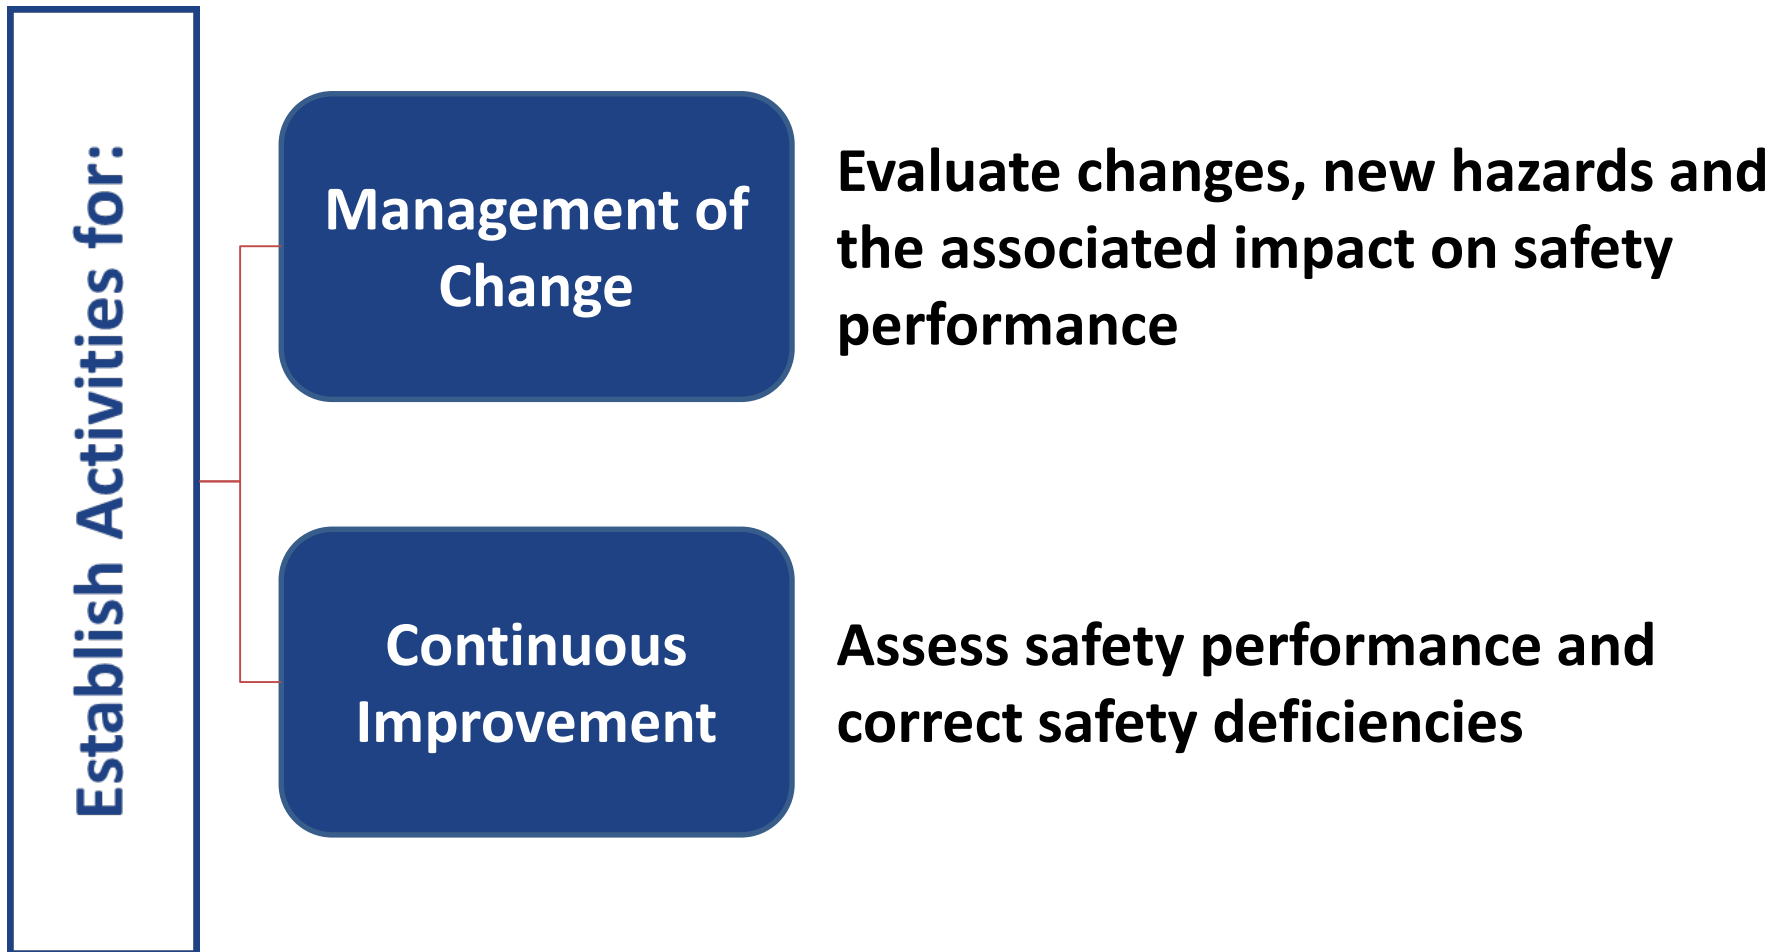 Establish Activities for:
Management of
Change
Evaluate changes, new hazards and
the associated impact on safety
performance
Continuous
Improvement
Assess safety performance and
correct safety deficiencies